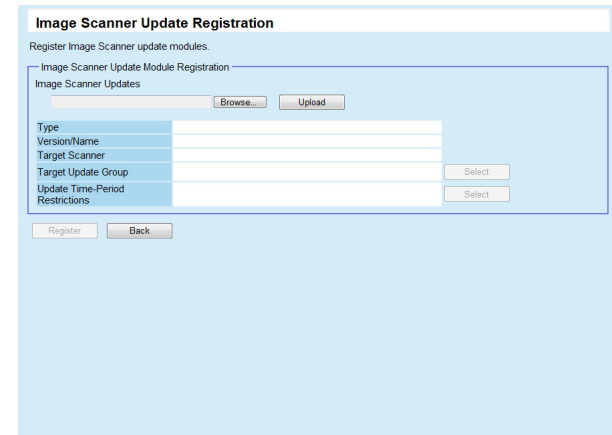 Image Scanner Update Registration
Register Image Scanner update modules.
Image Scanner Update Module Registration
Image Scanner Updates
Browse... Upload
Type
Version/Name
Target Scanner
Target Update Group Select
Update Time-Period
Restrictions Select
Register Back